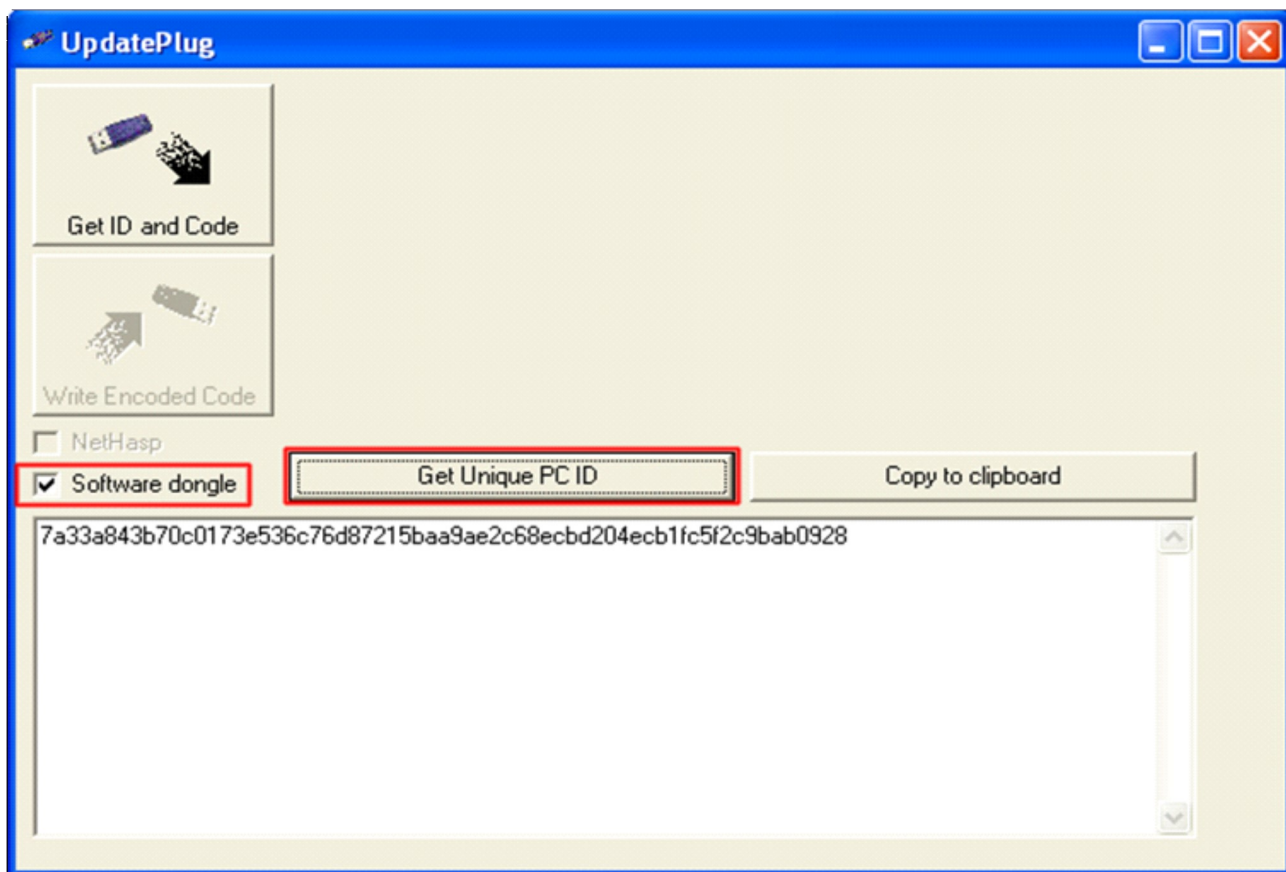 UpdatePlug
Get ID and Code
Write Encoded Code
NetHasp
Software dongle
Get Unique PC ID
Copy to clipboard
7a33a843b70c0173e536c76d87215baa9ae2c68ecbd204ecb1fc5f2c9bab0928